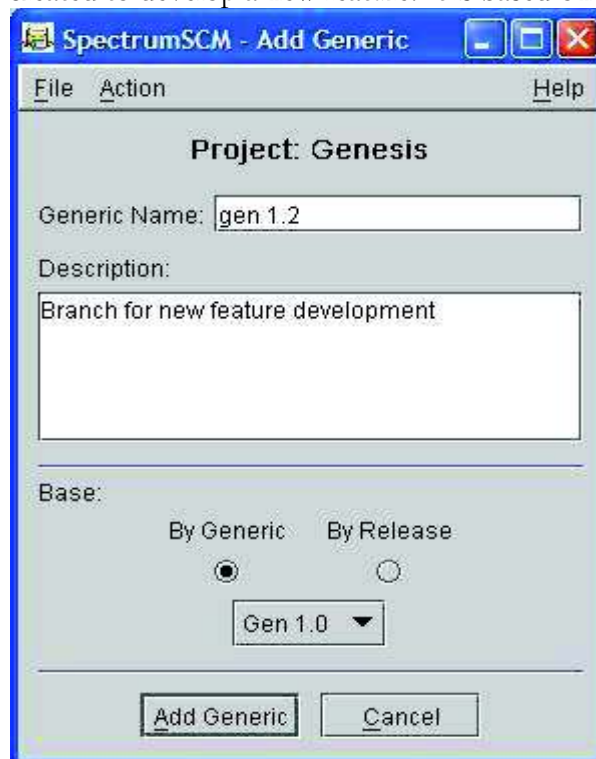 SpectrumSCM - Add Generic
File Action Help
Project: Genesis
Generic Name: gen 1.2
Description:
Branch for new feature development
Base:
By Generic By Release
Gen 1.0
Add Generic Cancel